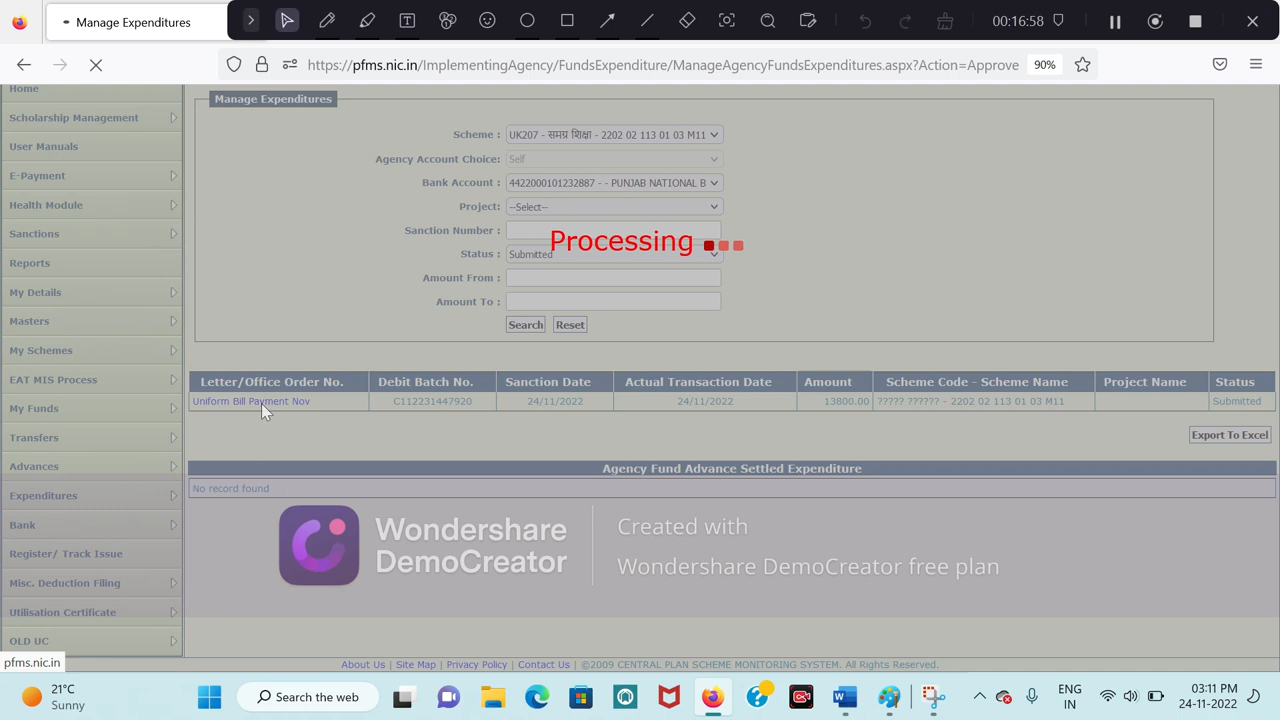 Manage Expenditures
00:16:58
https://pfms.nic.in/ImplementingAgency/FundsExpenditure/ManageAgencyFundsExpenditures.aspx?Action=Approve 90%
Home
Scholarship Management
User Manuals
E-Payment
Health Module
Sanctions
Reports
My Details
Masters
My Schemes
EAT MIS Process
My Funds
Transfers
Advances
Expenditures
Bank
Register/ Track Issue
Misc. Deduction Filing
Utilisation Certificate
OLD UC
pfms.nic.in
Manage Expenditures
Scheme : UK207 - समग्र शिक्षा - 2202 02 113 01 03 M11
Agency Account Choice: Self
Bank Account : 4422000101232887 - - PUNJAB NATIONAL B
Project: --Select--
Sanction Number :
Processing
Status : Submitted
Amount From :
Amount To :
Search Reset
Letter/Office Order No. Debit Batch No. Sanction Date Actual Transaction Date Amount Scheme Code - Scheme Name Project Name Status
Uniform Bill Payment Nov C112231447920 24/11/2022 24/11/2022 13800.00 ????? ?????? - 2202 02 113 01 03 M11 Submitted
Export To Excel
Agency Fund Advance Settled Expenditure
No record found
Wondershare DemoCreator
Created with
Wondershare DemoCreator free plan
About Us | Site Map | Privacy Policy | Contact Us | ©2009 CENTRAL PLAN SCHEME MONITORING SYSTEM. All Rights Reserved.
21°C
Sunny
Search the web
ENG
IN
03:11 PM
24-11-2022